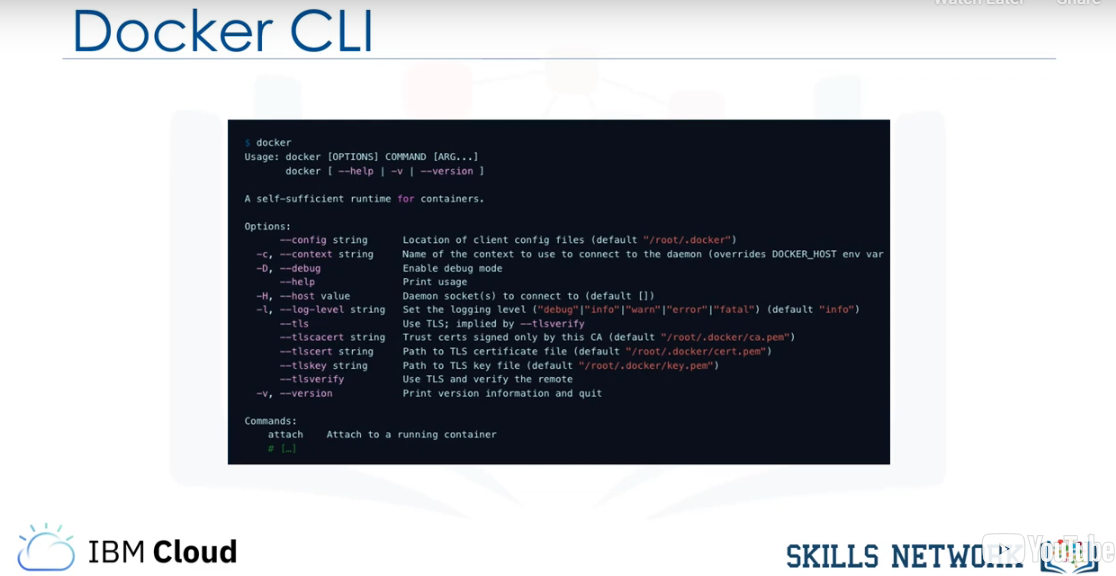 Watch Later Share
Docker CLI
$ docker
Usage: docker [OPTIONS] COMMAND [ARG...]
docker [ --help | -v | --version ]
A self-sufficient runtime for containers.
Options:
--config string Location of client config files (default "/root/.docker")
-c, --context string Name of the context to use to connect to the daemon (overrides DOCKER_HOST env var
-D, --debug Enable debug mode
--help Print usage
-H, --host value Daemon socket(s) to connect to (default [])
-l, --log-level string Set the logging level ("debug"|"info"|"warn"|"error"|"fatal") (default "info")
--tls Use TLS; implied by --tlsverify
--tlscacert string Trust certs signed only by this CA (default "/root/.docker/ca.pem")
--tlscert string Path to TLS certificate file (default "/root/.docker/cert.pem")
--tlskey string Path to TLS key file (default "/root/.docker/key.pem")
--tlsverify Use TLS and verify the remote
-v, --version Print version information and quit
Commands:
attach Attach to a running container
# […]
IBM Cloud
SKILLS NETWORK
YouTube